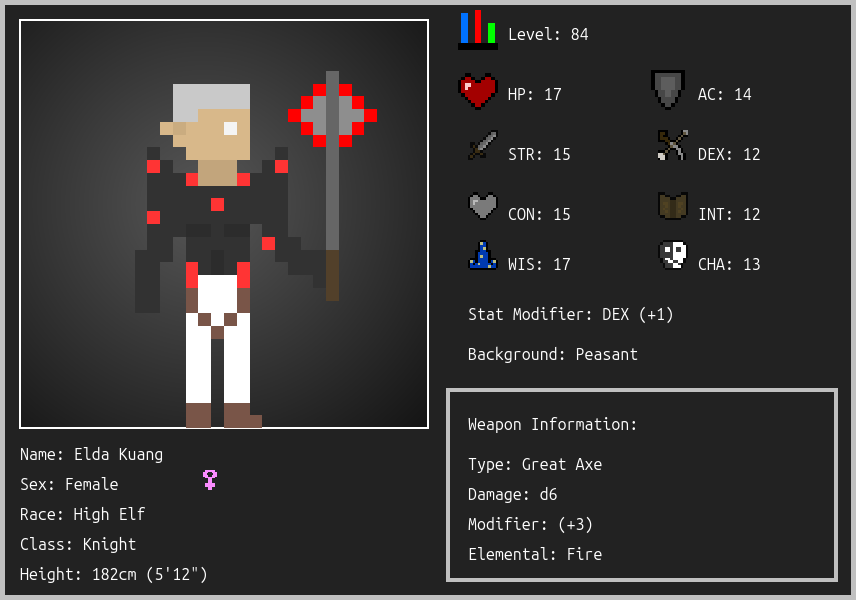 Level: 84
HP: 17
AC: 14
STR: 15
DEX: 12
CON: 15
INT: 12
WIS: 17
CHA: 13
Stat Modifier: DEX (+1)
Background: Peasant
Weapon Information:
Type: Great Axe
Damage: d6
Modifier: (+3)
Elemental: Fire
Name: Elda Kuang
Sex: Female
Race: High Elf
Class: Knight
Height: 182cm (5'12")